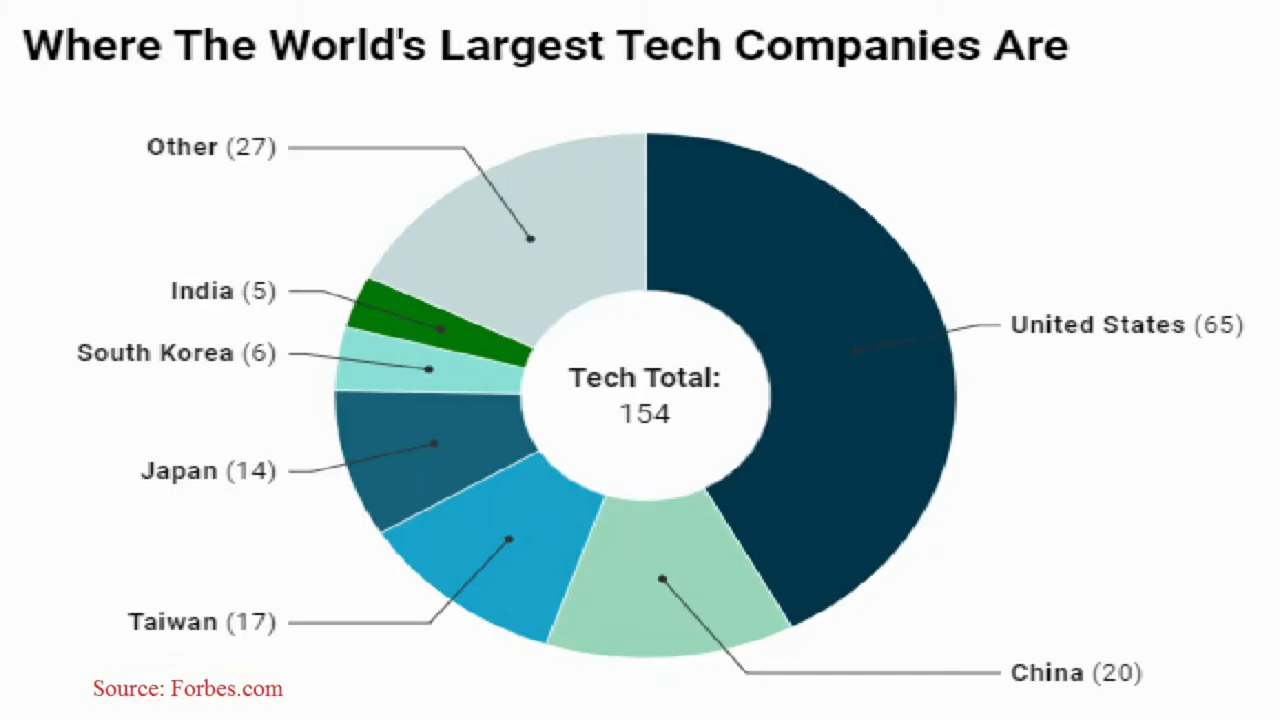 Where The World's Largest Tech Companies Are
Other (27)
India (5)
South Korea (6)
Japan (14)
Taiwan (17)
Tech Total:
154
United States (65)
China (20)
Source: Forbes.com